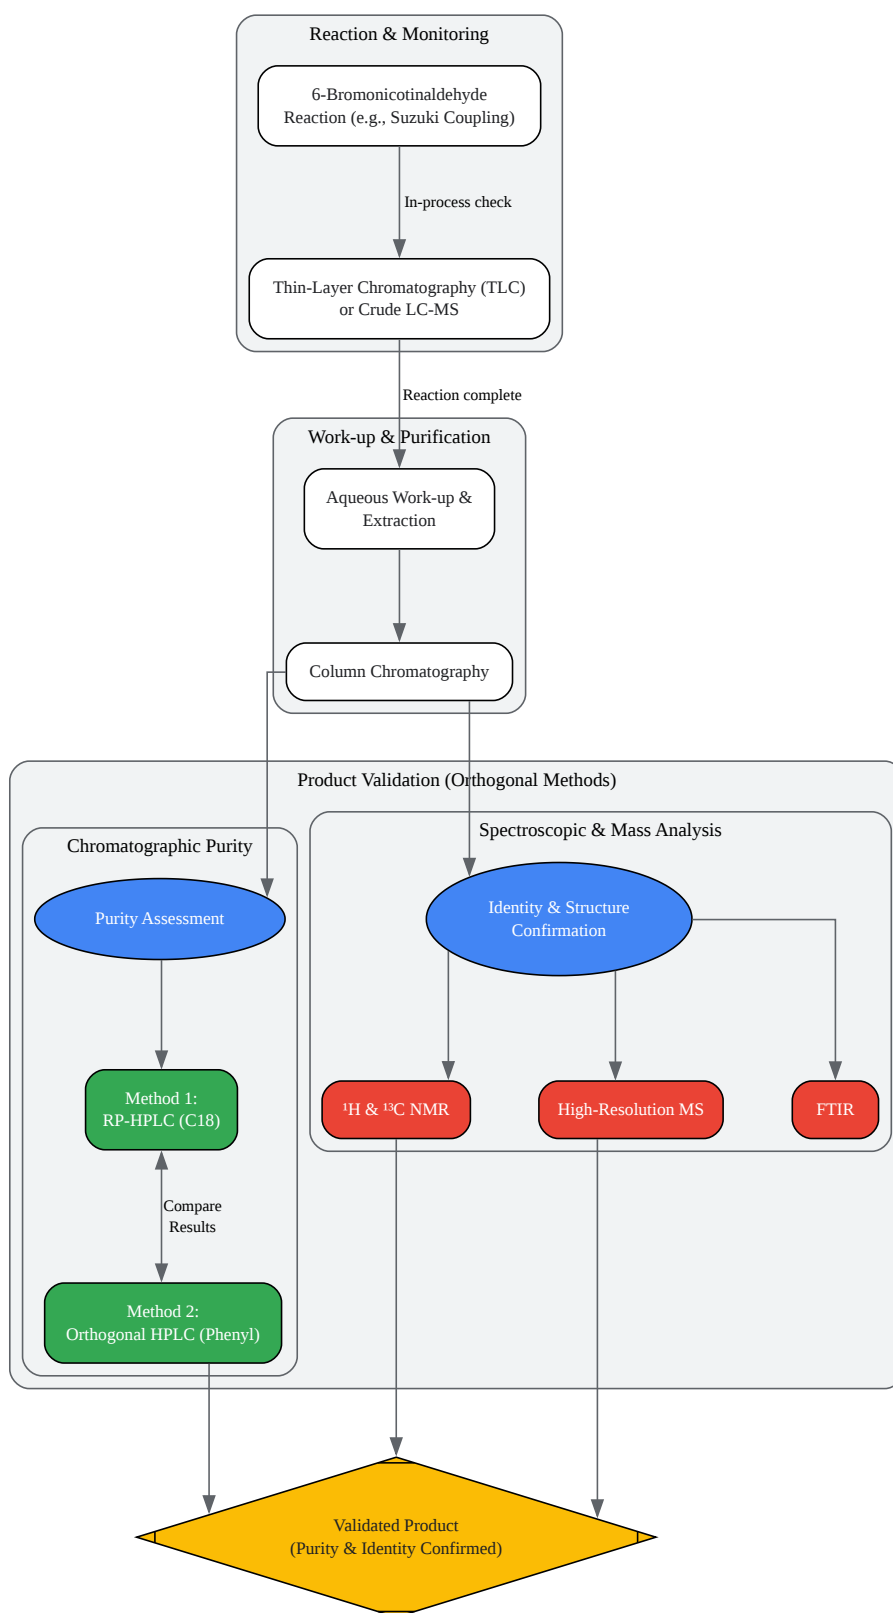 Reaction & Monitoring
6-Bromonicotinaldehyde
Reaction (e.g., Suzuki Coupling)
In-process check
Thin-Layer Chromatography (TLC)
or Crude LC-MS
Reaction complete
Work-up & Purification
Aqueous Work-up &
Extraction
Column Chromatography
Product Validation (Orthogonal Methods)
Chromatographic Purity
Purity Assessment
Method 1:
RP-HPLC (C18)
Compare
Results
Method 2:
Orthogonal HPLC (Phenyl)
Spectroscopic & Mass Analysis
Identity & Structure
Confirmation
¹H & ¹³C NMR
High-Resolution MS
FTIR
Validated Product
(Purity & Identity Confirmed)